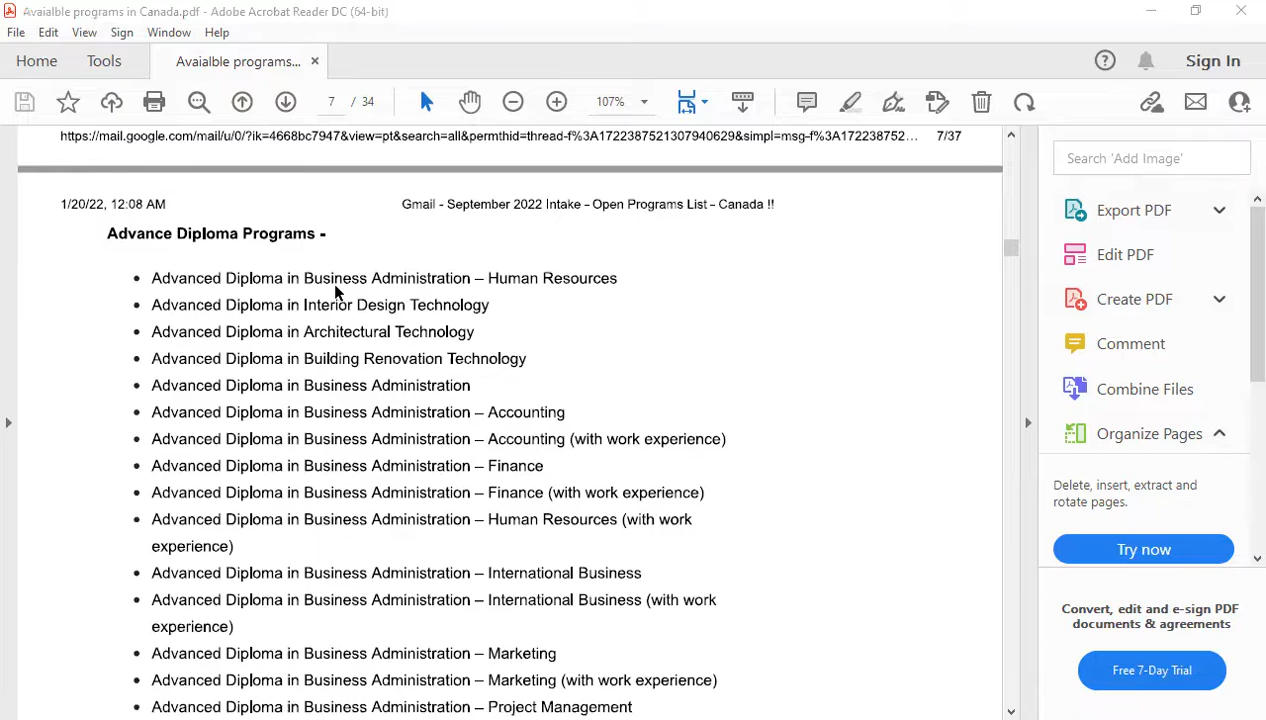 Avaialble programs in Canada.pdf - Adobe Acrobat Reader DC (64-bit)
File Edit View Sign Window Help
Home Tools Avaialble programs... × Sign In
7 / 34 107%
https://mail.google.com/mail/u/0/?ik=4668bc7947&view=pt&search=all&permthid=thread-f%3A1722387521307940629&simpl=msg-f%3A172238752... 7/37
1/20/22, 12:08 AM Gmail - September 2022 Intake - Open Programs List - Canada !!
Advance Diploma Programs -
• Advanced Diploma in Business Administration – Human Resources
• Advanced Diploma in Interior Design Technology
• Advanced Diploma in Architectural Technology
• Advanced Diploma in Building Renovation Technology
• Advanced Diploma in Business Administration
• Advanced Diploma in Business Administration – Accounting
• Advanced Diploma in Business Administration – Accounting (with work experience)
• Advanced Diploma in Business Administration – Finance
• Advanced Diploma in Business Administration – Finance (with work experience)
• Advanced Diploma in Business Administration – Human Resources (with work
experience)
• Advanced Diploma in Business Administration – International Business
• Advanced Diploma in Business Administration – International Business (with work
experience)
• Advanced Diploma in Business Administration – Marketing
• Advanced Diploma in Business Administration – Marketing (with work experience)
• Advanced Diploma in Business Administration – Project Management
Search 'Add Image'
Export PDF
Edit PDF
Create PDF
Comment
Combine Files
Organize Pages
Delete, insert, extract and
rotate pages.
Try now
Convert, edit and e-sign PDF
documents & agreements
Free 7-Day Trial